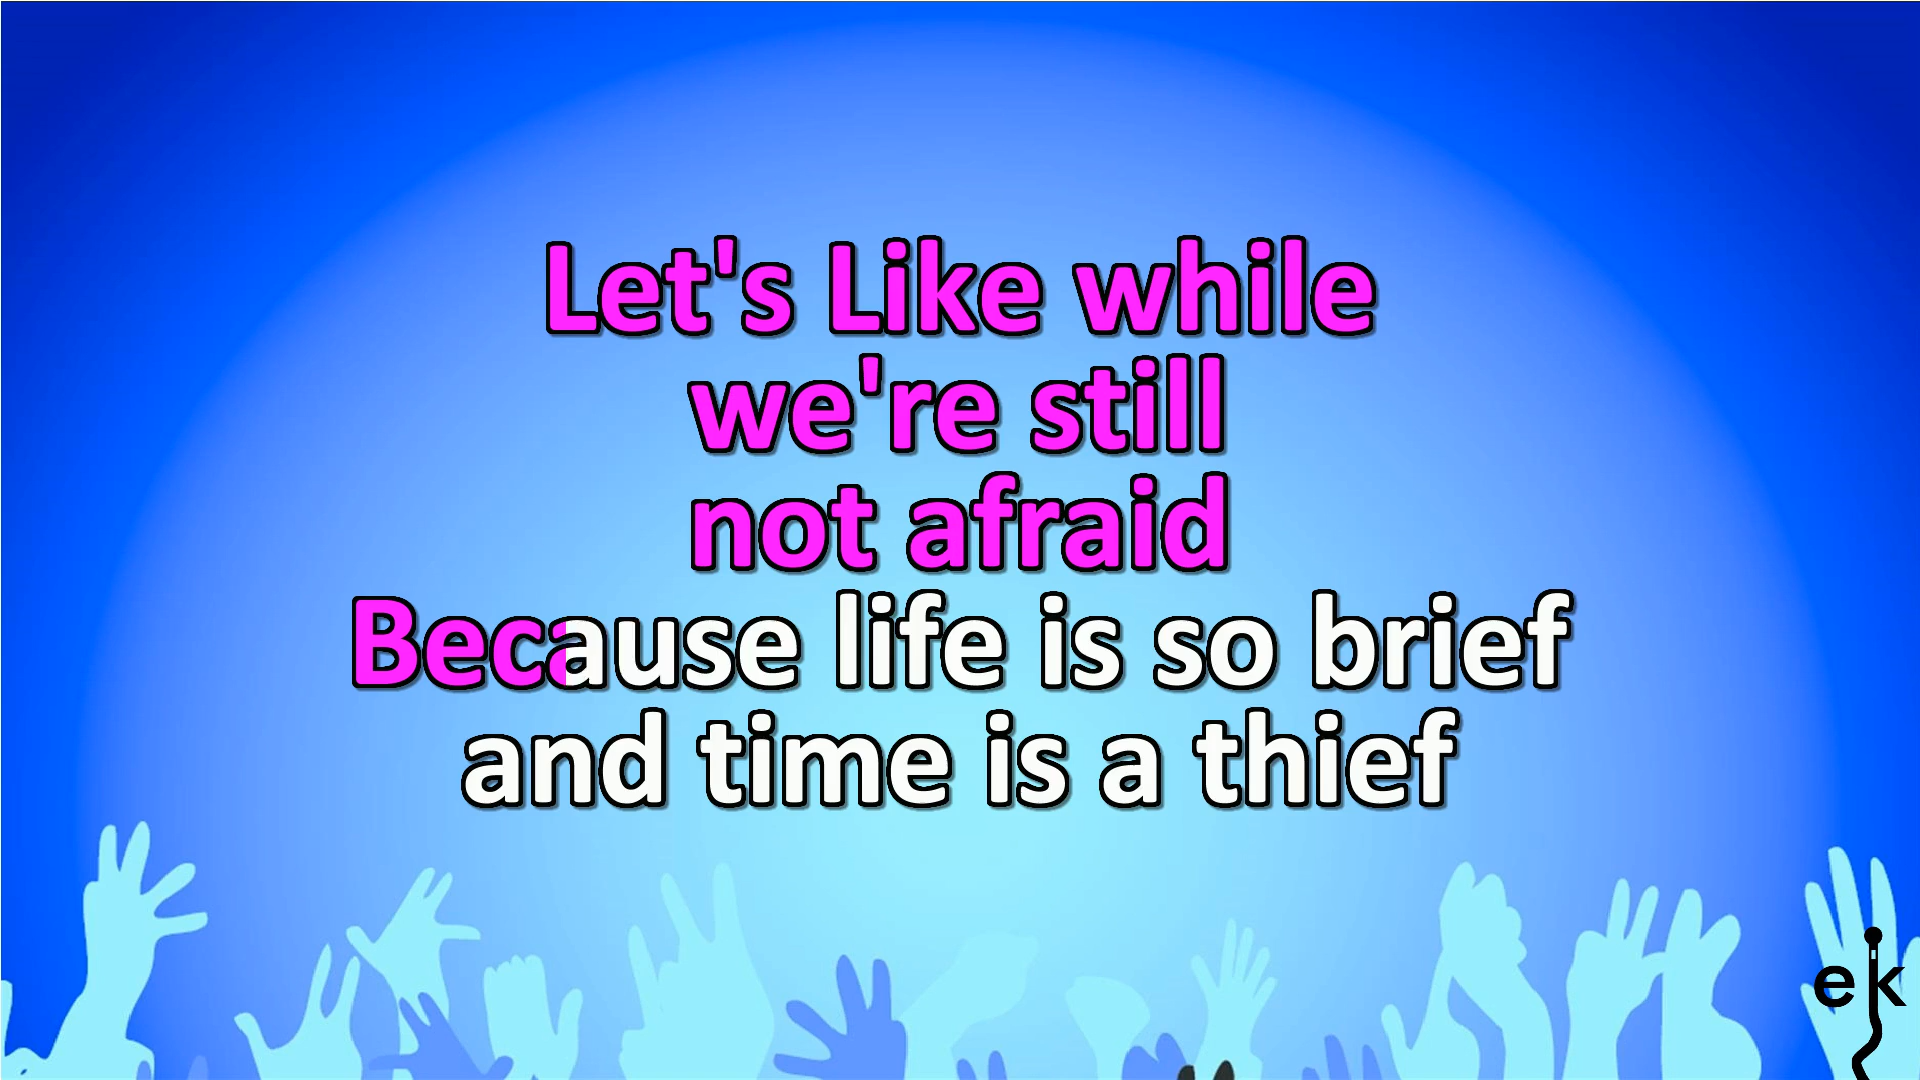 Let's Like while
we're still
not afraid
Because life is so brief
and time is a thief
ek